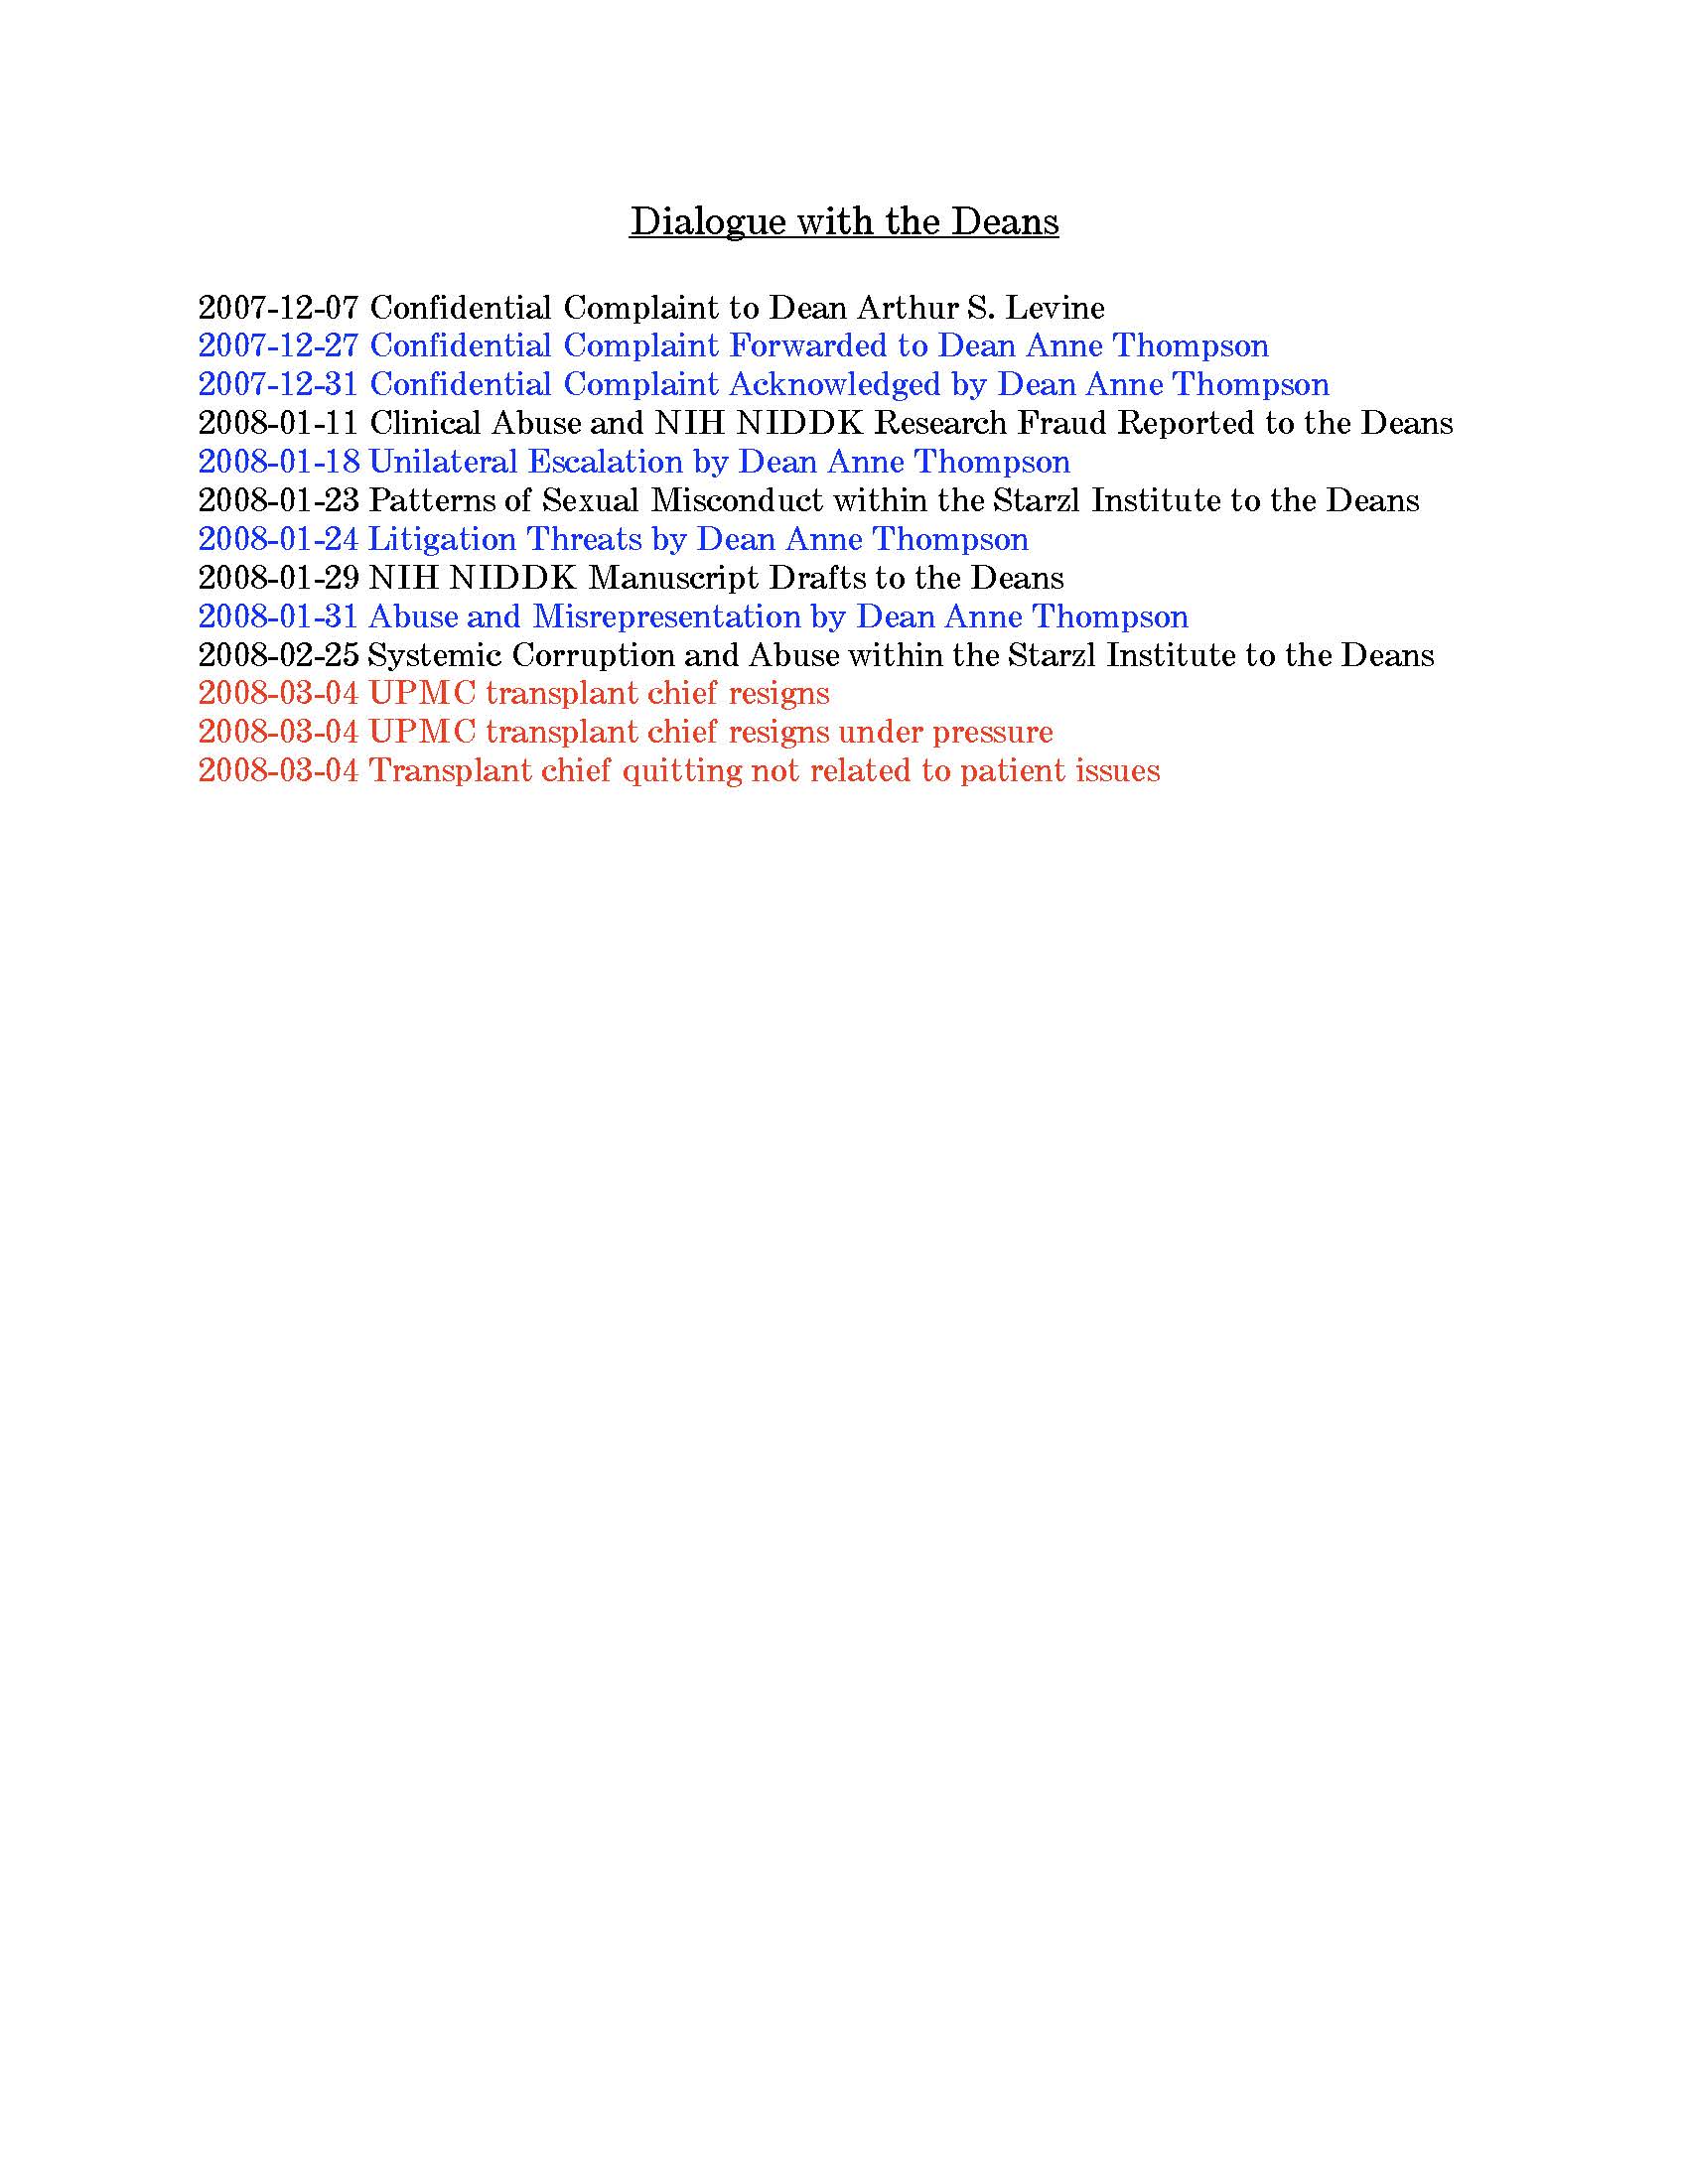 Dialogue with the Deans
2007-12-07 Confidential Complaint to Dean Arthur S. Levine
2007-12-27 Confidential Complaint Forwarded to Dean Anne Thompson
2007-12-31 Confidential Complaint Acknowledged by Dean Anne Thompson
2008-01-11 Clinical Abuse and NIH NIDDK Research Fraud Reported to the Deans
2008-01-18 Unilateral Escalation by Dean Anne Thompson
2008-01-23 Patterns of Sexual Misconduct within the Starzl Institute to the Deans
2008-01-24 Litigation Threats by Dean Anne Thompson
2008-01-29 NIH NIDDK Manuscript Drafts to the Deans
2008-01-31 Abuse and Misrepresentation by Dean Anne Thompson
2008-02-25 Systemic Corruption and Abuse within the Starzl Institute to the Deans
2008-03-04 UPMC transplant chief resigns
2008-03-04 UPMC transplant chief resigns under pressure
2008-03-04 Transplant chief quitting not related to patient issues